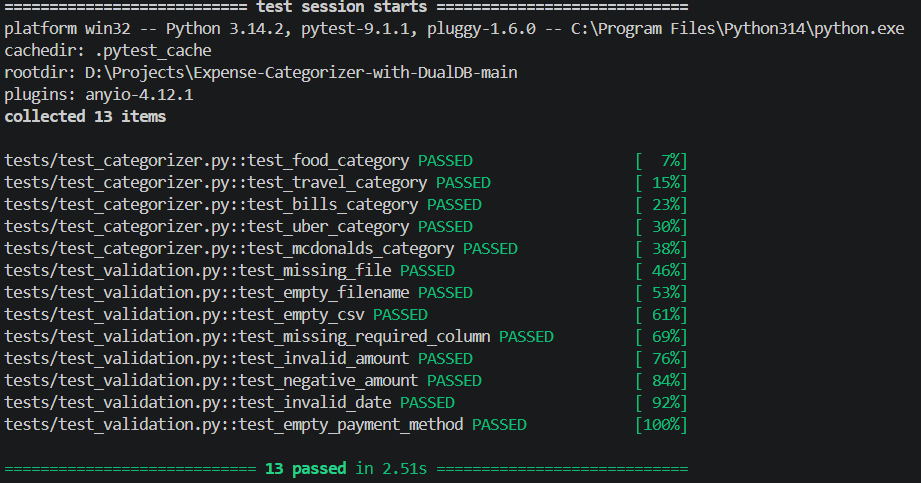 =========================== test session starts ============================
platform win32 -- Python 3.14.2, pytest-9.1.1, pluggy-1.6.0 -- C:\Program Files\Python314\python.exe
cachedir: .pytest_cache
rootdir: D:\Projects\Expense-Categorizer-with-DualDB-main
plugins: anyio-4.12.1
collected 13 items
tests/test_categorizer.py::test_food_category PASSED                  [  7%]
tests/test_categorizer.py::test_travel_category PASSED                [ 15%]
tests/test_categorizer.py::test_bills_category PASSED                 [ 23%]
tests/test_categorizer.py::test_uber_category PASSED                  [ 30%]
tests/test_categorizer.py::test_mcdonalds_category PASSED             [ 38%]
tests/test_validation.py::test_missing_file PASSED                    [ 46%]
tests/test_validation.py::test_empty_filename PASSED                  [ 53%]
tests/test_validation.py::test_empty_csv PASSED                       [ 61%]
tests/test_validation.py::test_missing_required_column PASSED         [ 69%]
tests/test_validation.py::test_invalid_amount PASSED                  [ 76%]
tests/test_validation.py::test_negative_amount PASSED                 [ 84%]
tests/test_validation.py::test_invalid_date PASSED                    [ 92%]
tests/test_validation.py::test_empty_payment_method PASSED            [100%]
============================ 13 passed in 2.51s ============================